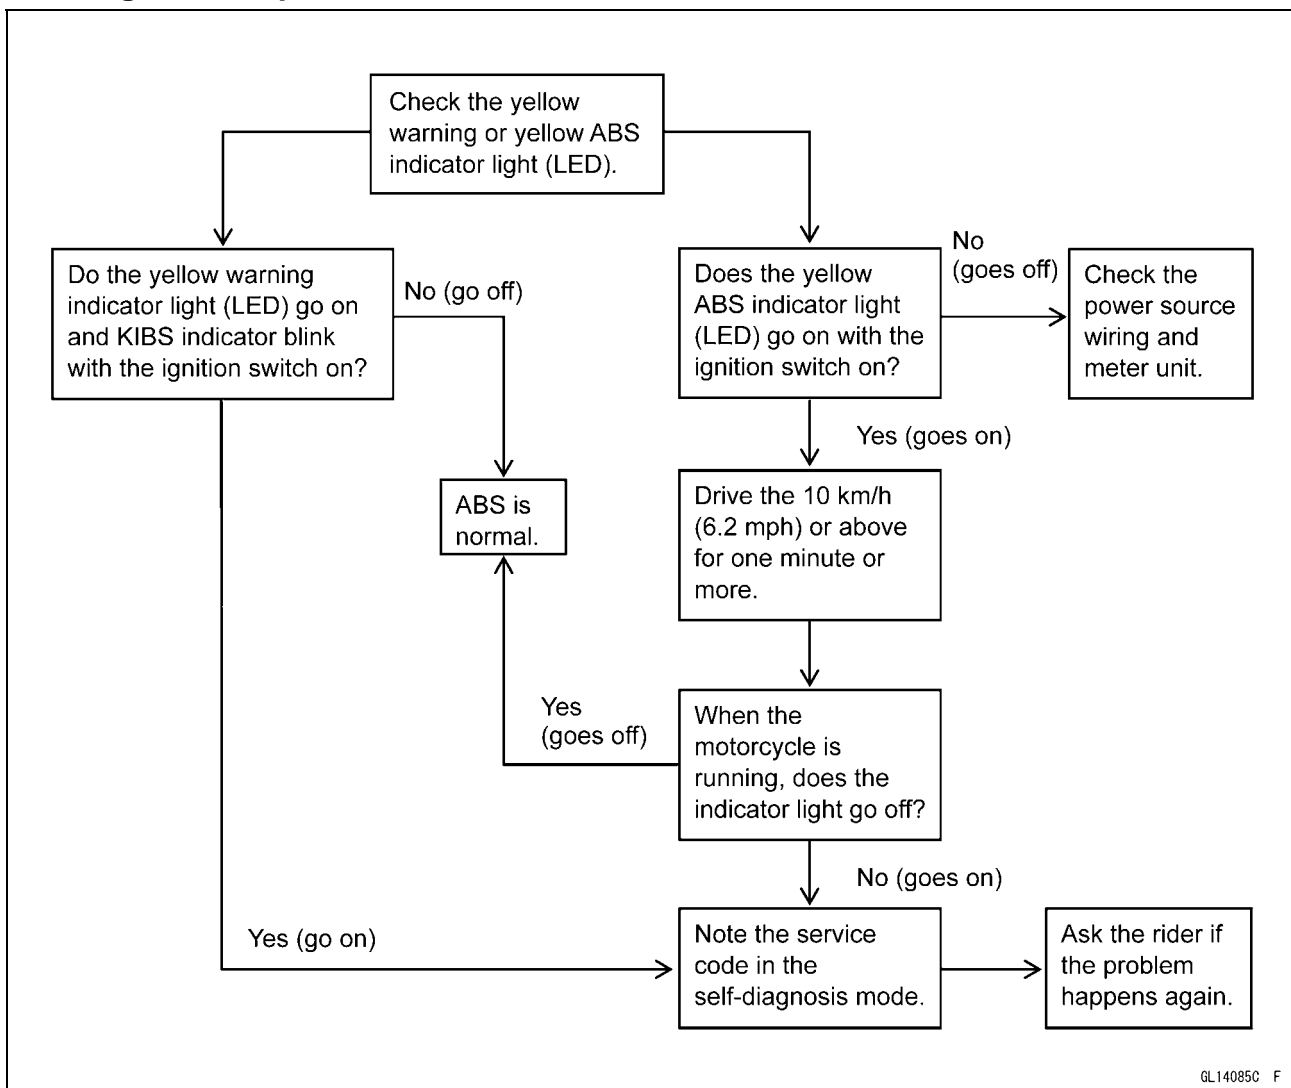 Check the yellow
warning or yellow ABS
indicator light (LED).
Do the yellow warning
indicator light (LED) go on
and KIBS indicator blink
with the ignition switch on?
No (go off)
Does the yellow
ABS indicator light
(LED) go on with the
ignition switch on?
No
(goes off)
Check the
power source
wiring and
meter unit.
Yes (goes on)
ABS is
normal.
Drive the 10 km/h
(6.2 mph) or above
for one minute or
more.
Yes
(goes off)
When the
motorcycle is
running, does the
indicator light go off?
No (goes on)
Yes (go on)
Note the service
code in the
self-diagnosis mode.
Ask the rider if
the problem
happens again.
GL14085C F